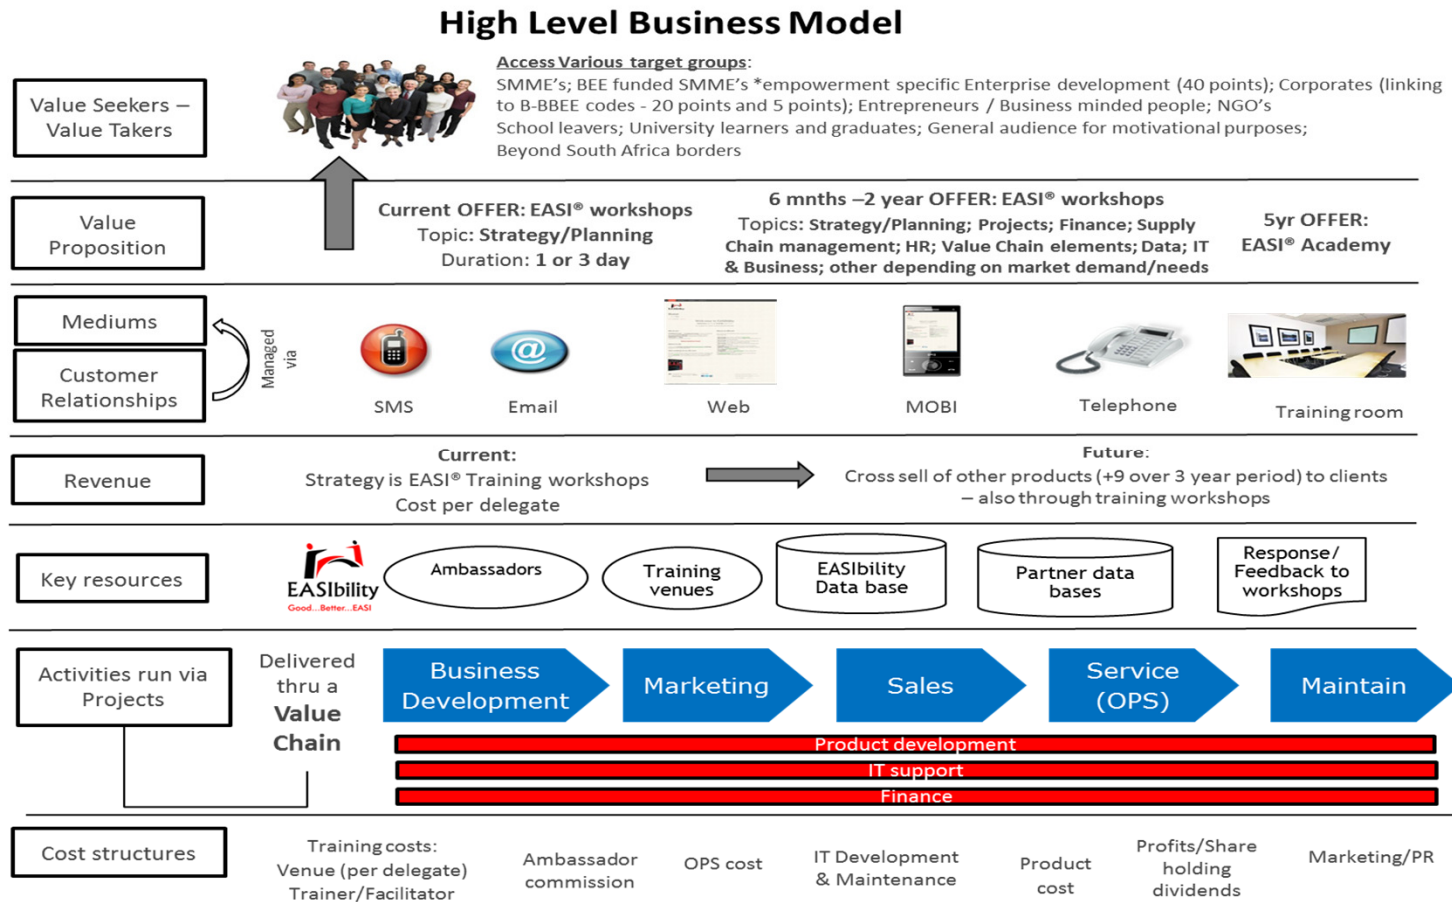 High Level Business Model
Value Seekers –
Value Takers
Access Various target groups:
SMME's; BEE funded SMME's *empowerment specific Enterprise development (40 points); Corporates (linking
to B-BBEE codes - 20 points and 5 points); Entrepreneurs / Business minded people; NGO's
School leavers; University learners and graduates; General audience for motivational purposes;
Beyond South Africa borders
Value
Proposition
Current OFFER: EASI® workshops
Topic: Strategy/Planning
Duration: 1 or 3 day
6 mnths –2 year OFFER: EASI® workshops
Topics: Strategy/Planning; Projects; Finance; Supply
Chain management; HR; Value Chain elements; Data; IT
& Business; other depending on market demand/needs
5yr OFFER:
EASI® Academy
Mediums
Customer
Relationships
Managed
via
SMS
Email
Web
MOBI
Telephone
Training room
Revenue
Current:
Strategy is EASI® Training workshops
Cost per delegate
Future:
Cross sell of other products (+9 over 3 year period) to clients
– also through training workshops
Key resources
EASIbility
Good...Better...EASI
Ambassadors
Training
venues
EASIbility
Data base
Partner data
bases
Response/
Feedback to
workshops
Activities run via
Projects
Delivered
thru a
Value
Chain
Business
Development
Marketing
Sales
Service
(OPS)
Maintain
Product development
IT support
Finance
Cost structures
Training costs:
Venue (per delegate)
Trainer/Facilitator
Ambassador
commission
OPS cost
IT Development
& Maintenance
Product
cost
Profits/Share
holding
dividends
Marketing/PR